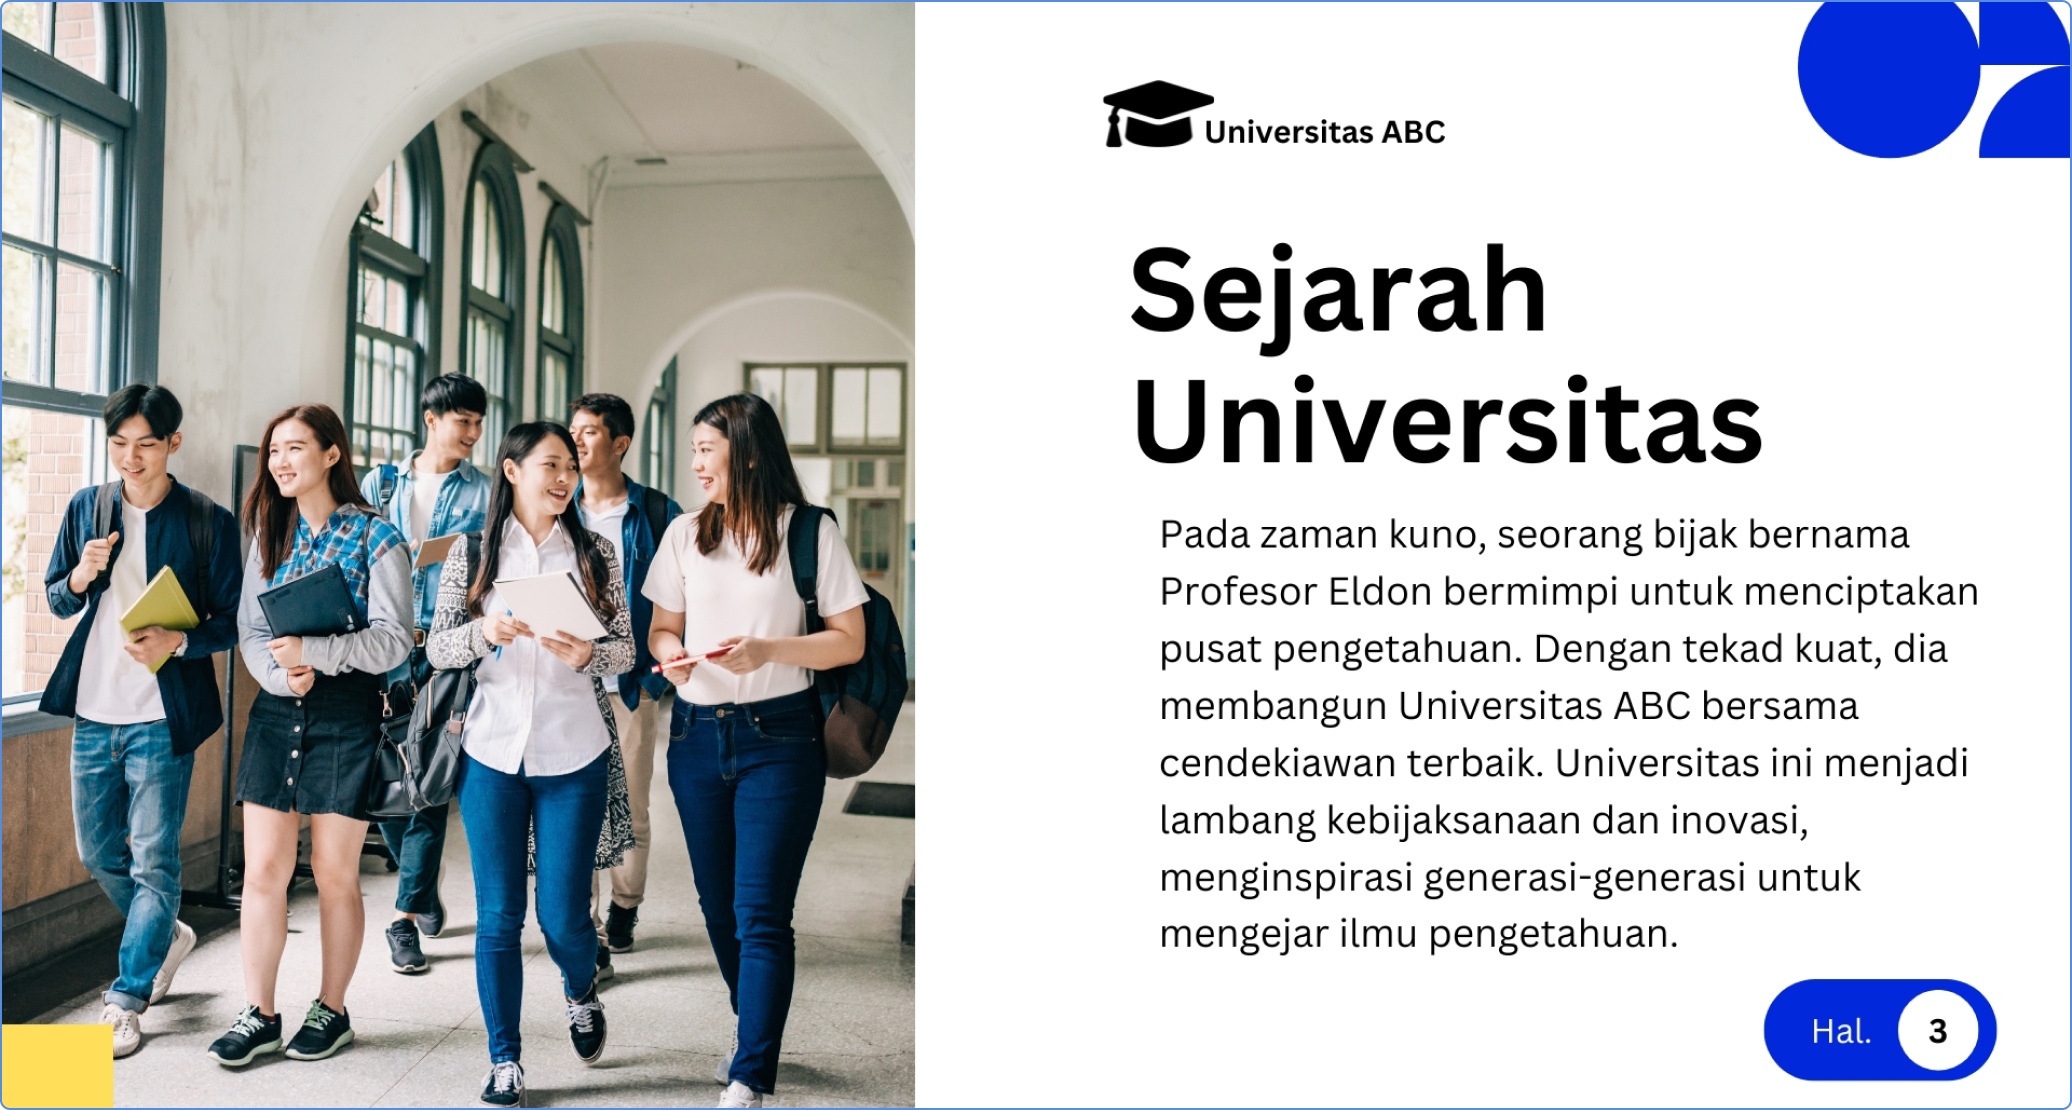 Universitas ABC
Sejarah
Universitas
Pada zaman kuno, seorang bijak bernama
Profesor Eldon bermimpi untuk menciptakan
pusat pengetahuan. Dengan tekad kuat, dia
membangun Universitas ABC bersama
cendekiawan terbaik. Universitas ini menjadi
lambang kebijaksanaan dan inovasi,
menginspirasi generasi-generasi untuk
mengejar ilmu pengetahuan.
Hal. 3